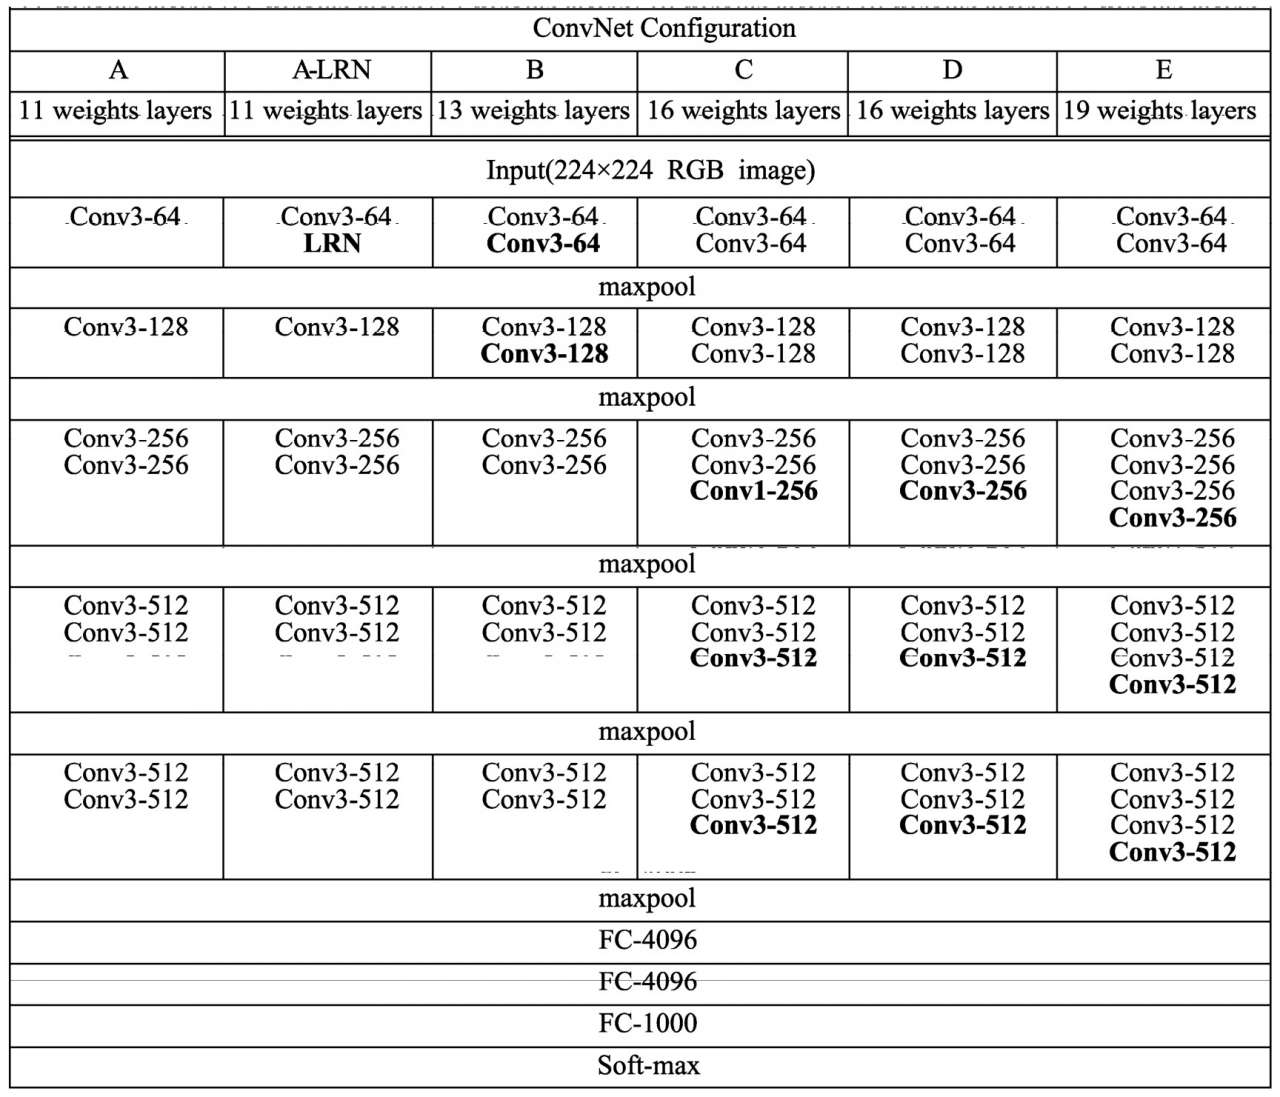 ConvNet Configuration
A A-LRN B C D E
11 weights layers 11 weights layers 13 weights layers 16 weights layers 16 weights layers 19 weights layers
Input(224×224 RGB image)
Conv3-64 Conv3-64 Conv3-64 Conv3-64 Conv3-64 Conv3-64
LRN Conv3-64 Conv3-64 Conv3-64 Conv3-64
maxpool
Conv3-128 Conv3-128 Conv3-128 Conv3-128 Conv3-128 Conv3-128
Conv3-128 Conv3-128 Conv3-128 Conv3-128
maxpool
Conv3-256 Conv3-256 Conv3-256 Conv3-256 Conv3-256 Conv3-256
Conv3-256 Conv3-256 Conv3-256 Conv3-256 Conv3-256 Conv3-256
Conv1-256 Conv3-256 Conv3-256
Conv3-256
maxpool
Conv3-512 Conv3-512 Conv3-512 Conv3-512 Conv3-512 Conv3-512
Conv3-512 Conv3-512 Conv3-512 Conv3-512 Conv3-512 Conv3-512
Conv3-512 Conv3-512 Conv3-512
Conv3-512
maxpool
Conv3-512 Conv3-512 Conv3-512 Conv3-512 Conv3-512 Conv3-512
Conv3-512 Conv3-512 Conv3-512 Conv3-512 Conv3-512 Conv3-512
Conv3-512 Conv3-512 Conv3-512
Conv3-512
maxpool
FC-4096
FC-4096
FC-1000
Soft-max